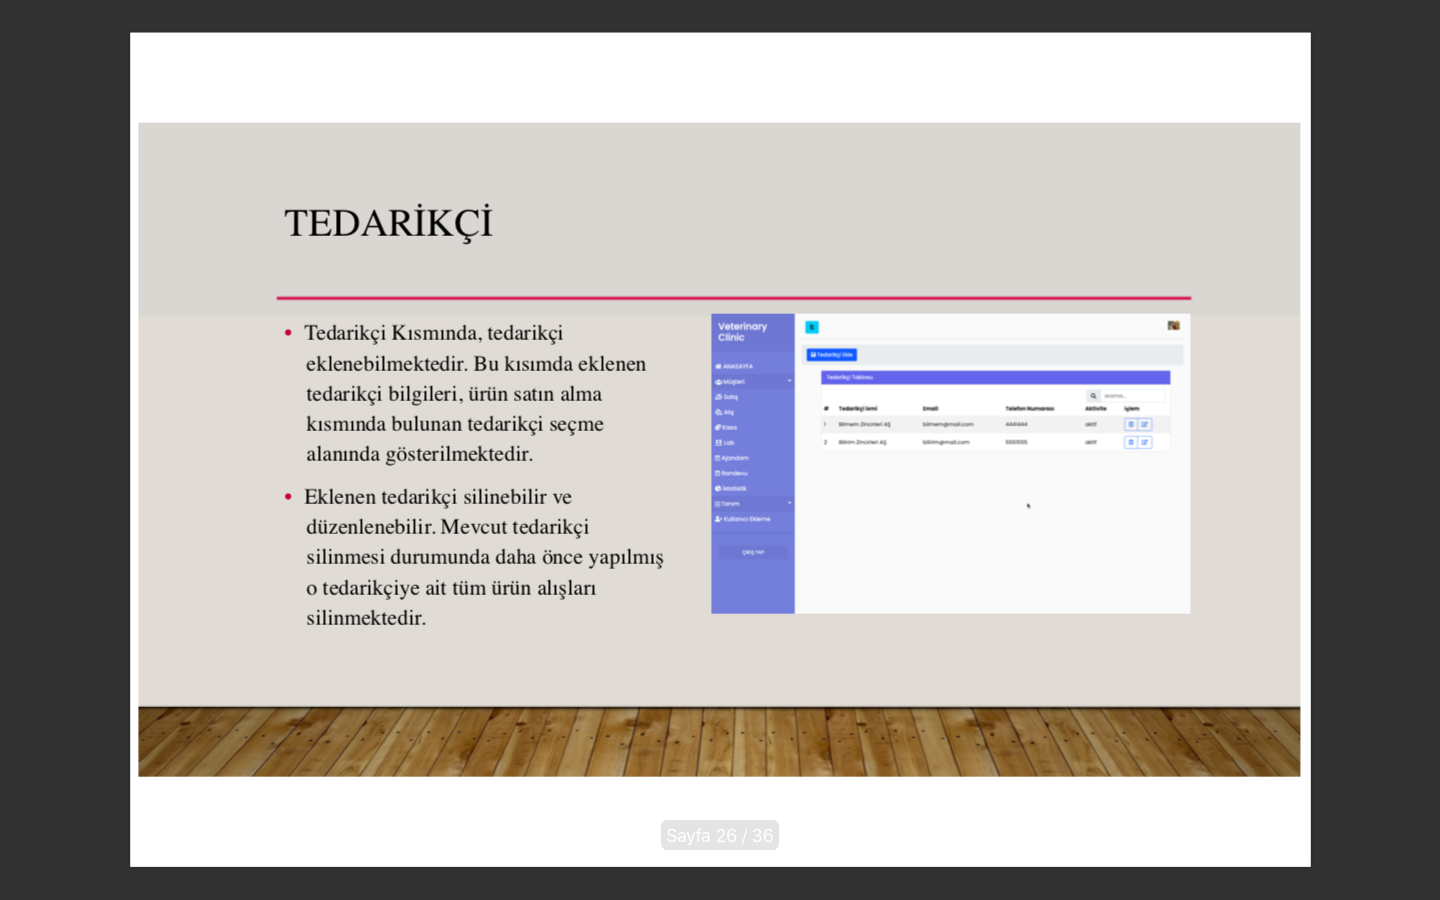 TEDARİKÇİ
• Tedarikçi Kısmında, tedarikçi
eklenebilmektedir. Bu kısımda eklenen
tedarikçi bilgileri, ürün satın alma
kısmında bulunan tedarikçi seçme
alanında gösterilmektedir.
• Eklenen tedarikçi silinebilir ve
düzenlenebilir. Mevcut tedarikçi
silinmesi durumunda daha önce yapılmış
o tedarikçiye ait tüm ürün alışları
silinmektedir.
Veterinary
Clinic
ANASAYFA
Müşteri
Satış
Alış
Kasa
Lab
Ajandam
Randevu
İstatistik
Tanım
Kullanıcı Ekleme
ÇIKIŞ YAP
Tedarikçi Ekle
Tedarikçi Tablosu
arama...
# Tedarikçi İsmi Email Telefon Numarası Aktivite İşlem
1 Bilmem Zincirleri AŞ bilmem@mail.com 4441444 aktif
2 Bilirim Zincirleri AŞ bilirim@mail.com aktif
Sayfa 26 / 36